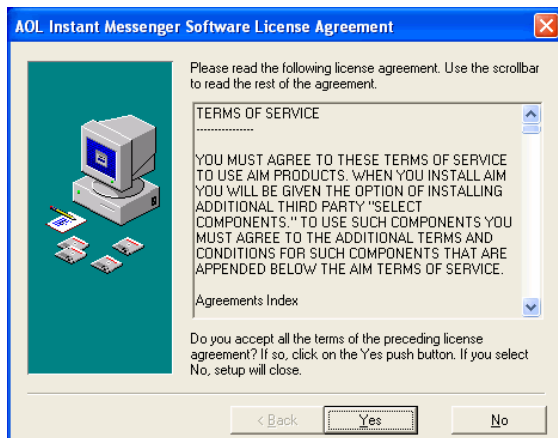 AOL Instant Messenger Software License Agreement
Please read the following license agreement. Use the scrollbar
to read the rest of the agreement.
TERMS OF SERVICE
----------------
YOU MUST AGREE TO THESE TERMS OF SERVICE
TO USE AIM PRODUCTS. WHEN YOU INSTALL AIM
YOU WILL BE GIVEN THE OPTION OF INSTALLING
ADDITIONAL THIRD PARTY "SELECT
COMPONENTS." TO USE SUCH COMPONENTS YOU
MUST AGREE TO THE ADDITIONAL TERMS AND
CONDITIONS FOR SUCH COMPONENTS THAT ARE
APPENDED BELOW THE AIM TERMS OF SERVICE.
Agreements Index
Do you accept all the terms of the preceding license
agreement? If so, click on the Yes push button. If you select
No, setup will close.
< Back
Yes
No